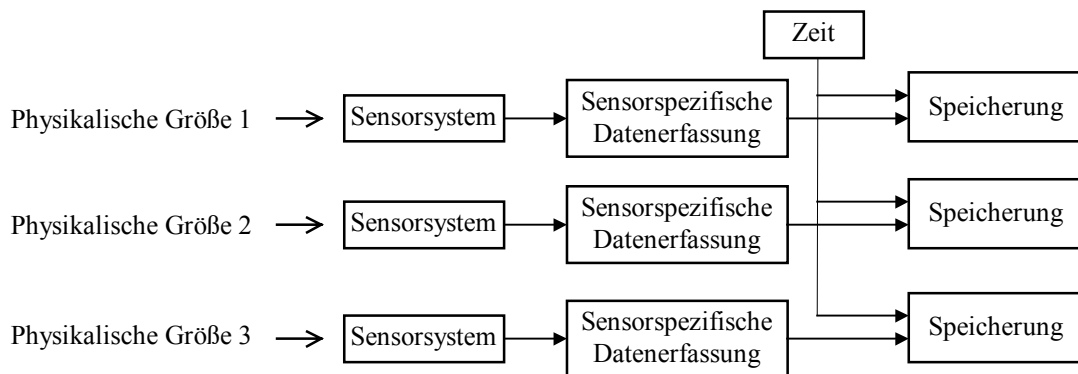 Zeit
Physikalische Größe 1
Sensorsystem
Sensorspezifische
Datenerfassung
Speicherung
Physikalische Größe 2
Sensorsystem
Sensorspezifische
Datenerfassung
Speicherung
Physikalische Größe 3
Sensorsystem
Sensorspezifische
Datenerfassung
Speicherung